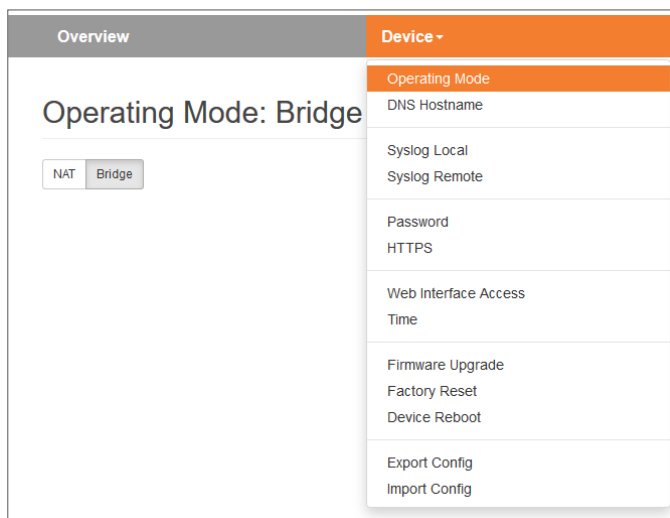 Overview
Device
Operating Mode: Bridge
NAT
Bridge
Operating Mode
DNS Hostname
Syslog Local
Syslog Remote
Password
HTTPS
Web Interface Access
Time
Firmware Upgrade
Factory Reset
Device Reboot
Export Config
Import Config